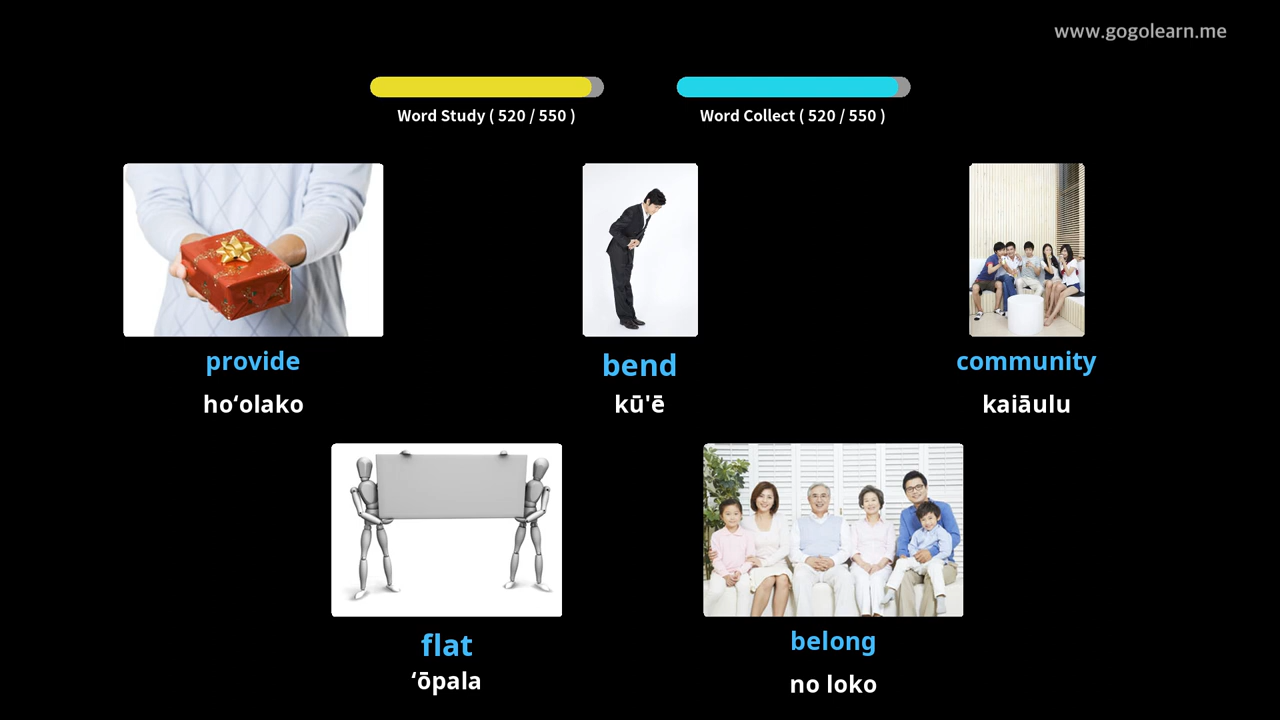 www.gogolearn.me
Word Study ( 520 / 550 )
Word Collect ( 520 / 550 )
provide
hoʻolako
bend
kū'ē
community
kaiāulu
flat
ʻōpala
belong
no loko